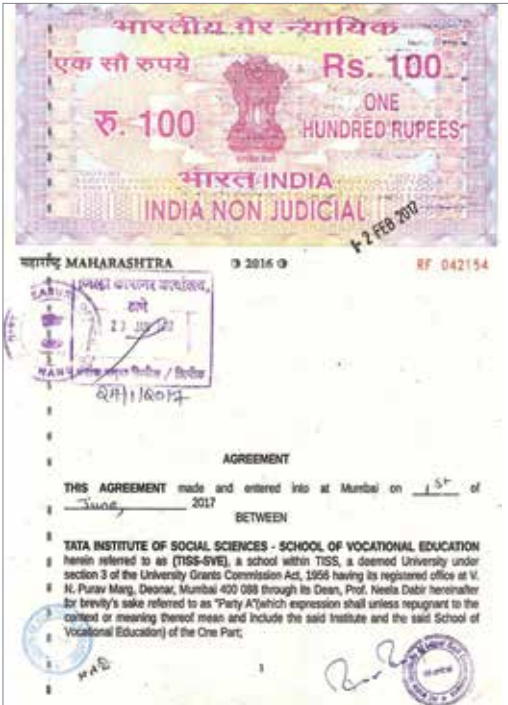 भारतीय गैर न्यायिक
एक सौ रुपये
Rs. 100
रु. 100
ONE
HUNDRED RUPEES
भारत INDIA
INDIA NON JUDICIAL
2 FEB 2017
महाराष्ट्र MAHARASHTRA
2016
RF 042154
ठाणे
24/1/2017
AGREEMENT
THIS AGREEMENT made and entered into at Mumbai on 1st of
June, 2017
BETWEEN
TATA INSTITUTE OF SOCIAL SCIENCES - SCHOOL OF VOCATIONAL EDUCATION
herein referred to as (TISS-SVE), a school within TISS, a deemed University under
section 3 of the University Grants Commission Act, 1956 having its registered office at V.
N. Purav Marg, Deonar, Mumbai 400 088 through its Dean, Prof. Neela Dabir hereinafter
for brevity's sake referred to as "Party A"(which expression shall unless repugnant to the
context or meaning thereof mean and include the said Institute and the said School of
Vocational Education) of the One Part;
1